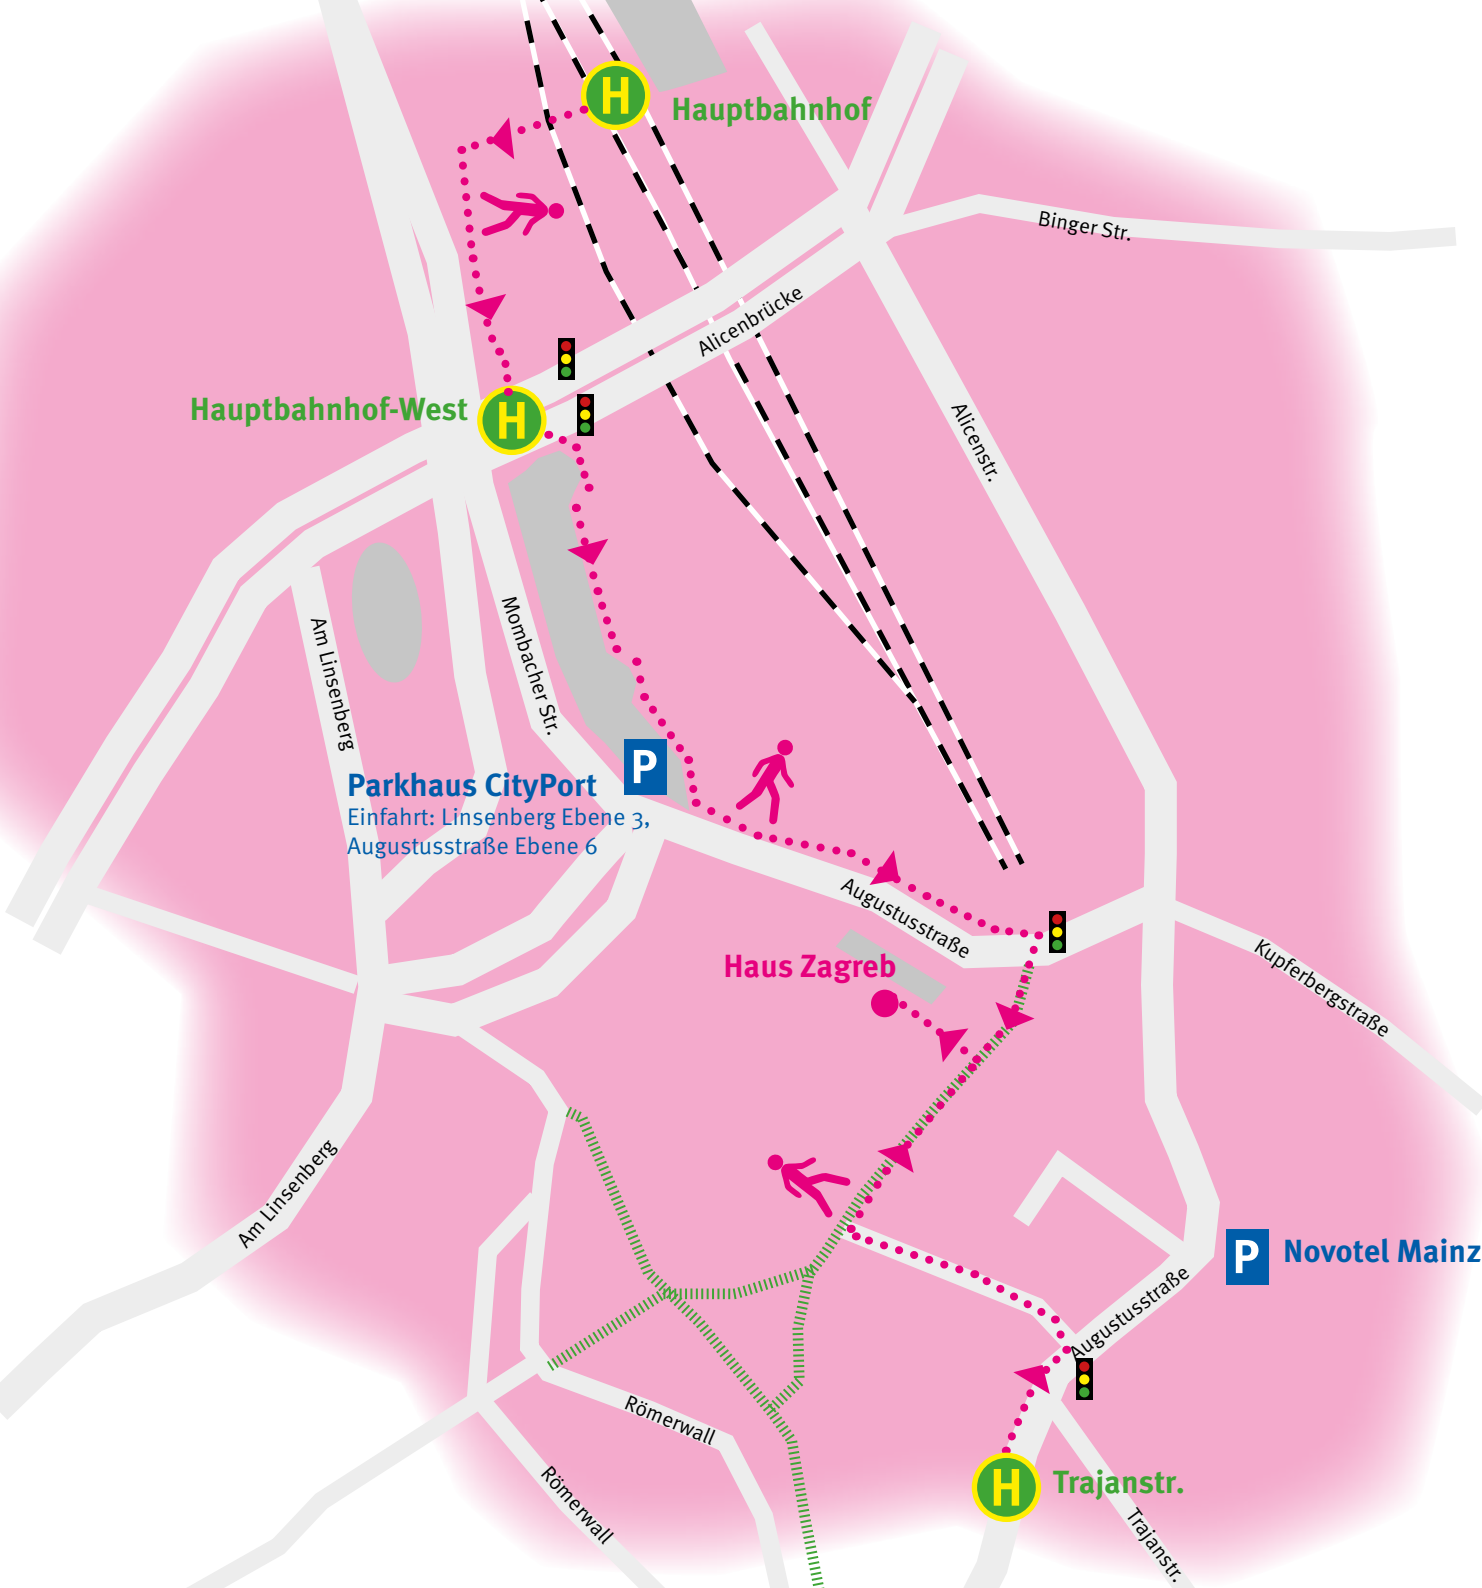 H
Hauptbahnhof
Binger Str.
Alicenbrücke
Hauptbahnhof-West
H
Alicenstr.
Am Linsenberg
Mombacher Str.
P
Parkhaus CityPort
Einfahrt: Linsenberg Ebene 3,
Augustusstraße Ebene 6
Augustusstraße
Haus Zagreb
Kupferbergstraße
Am Linsenberg
P
Novotel Mainz
Augustusstraße
Römerwall
Römerwall
H
Trajanstr.
Trajanstr.